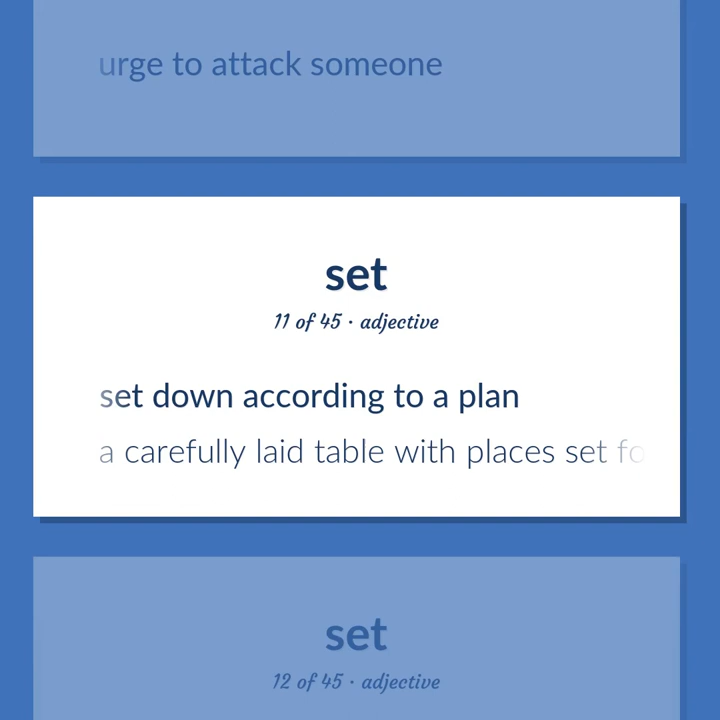 urge to attack someone
set
11 of 45 · adjective
set down according to a plan
a carefully laid table with places set fo
set
12 of 45 · adjective